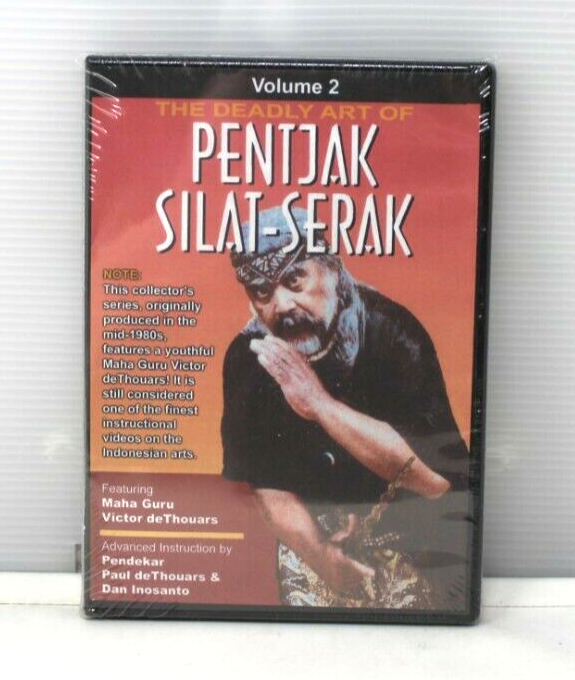 Volume 2
THE DEADLY ART OF
PENTJAK
SILAT-SERAK
NOTE:
This collector's
series, originally
produced in the
mid-1980s,
features a youthful
Maha Guru Victor
deThouars! It is
still considered
one of the finest
instructional
videos on the
Indonesian arts.
Featuring
Maha Guru
Victor deThouars
Advanced Instruction by
Pendekar
Paul deThouars &
Dan Inosanto